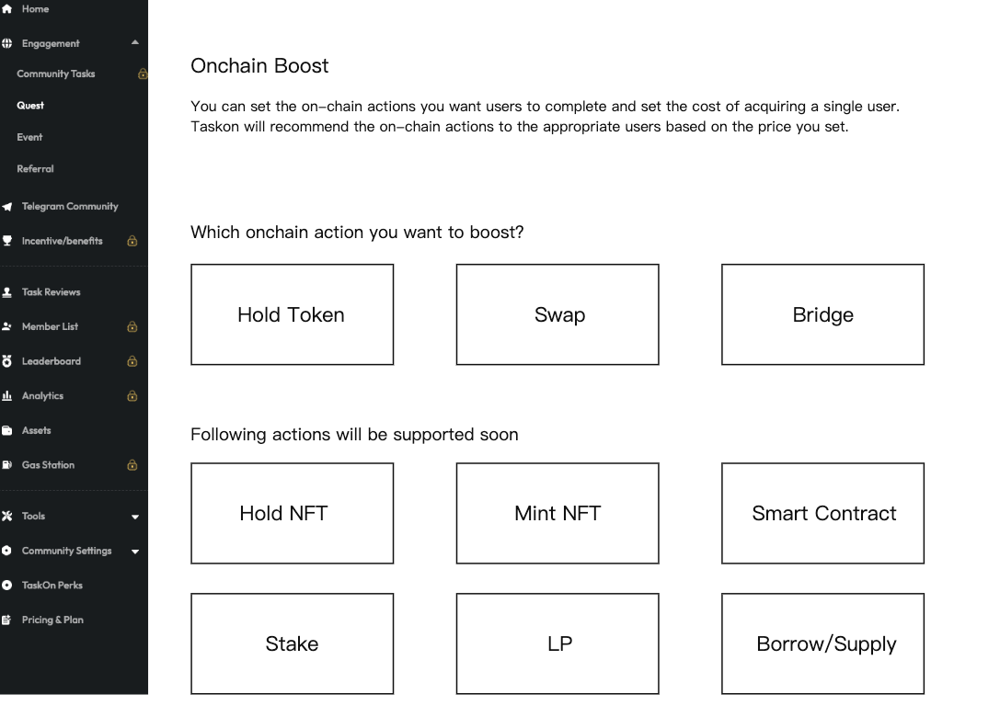 Home
Engagement
Community Tasks
Quest
Event
Referral
Telegram Community
Incentive/benefits
Task Reviews
Member List
Leaderboard
Analytics
Assets
Gas Station
Tools
Community Settings
TaskOn Perks
Pricing & Plan
Onchain Boost
You can set the on-chain actions you want users to complete and set the cost of acquiring a single user.
Taskon will recommend the on-chain actions to the appropriate users based on the price you set.
Which onchain action you want to boost?
Hold Token
Swap
Bridge
Following actions will be supported soon
Hold NFT
Mint NFT
Smart Contract
Stake
LP
Borrow/Supply